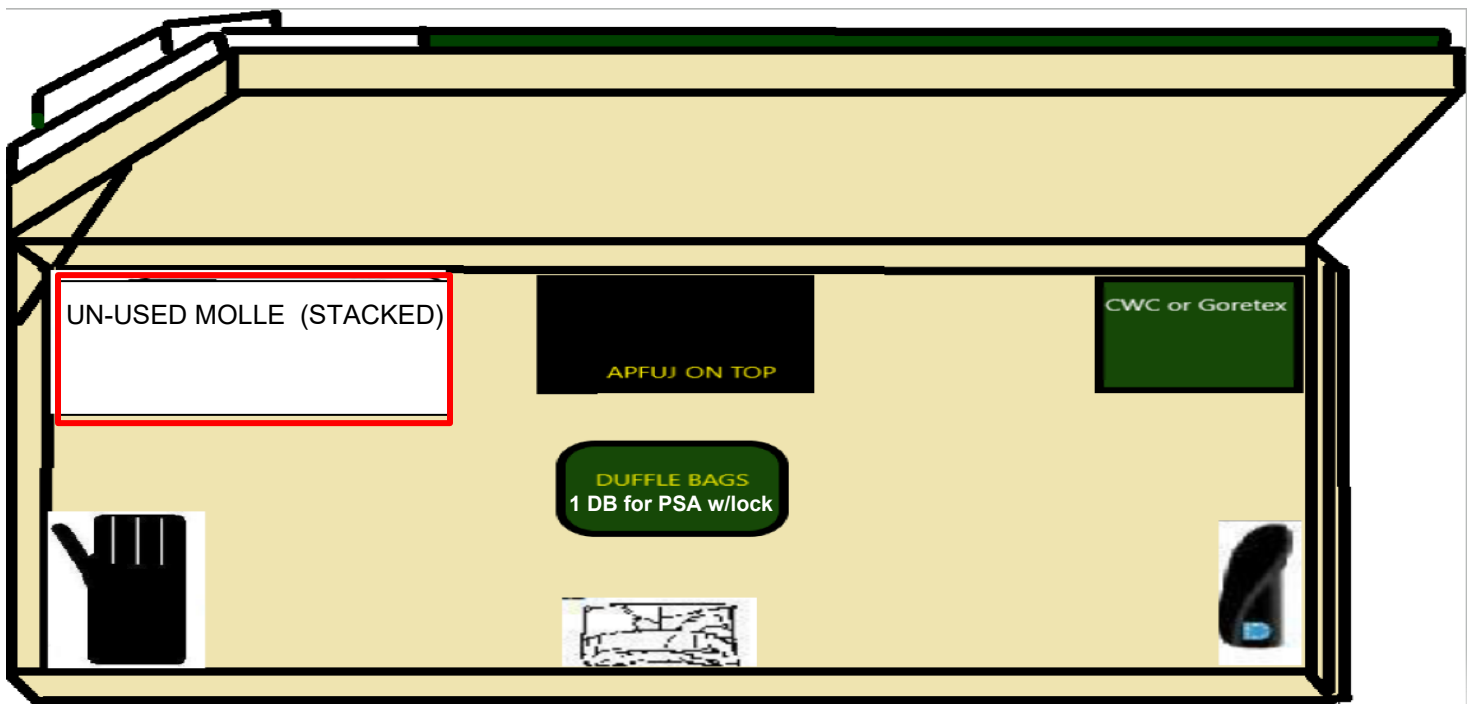 UN-USED MOLLE (STACKED)
APFUJ ON TOP
CWC or Goretex
DUFFLE BAGS
1 DB for PSA w/lock